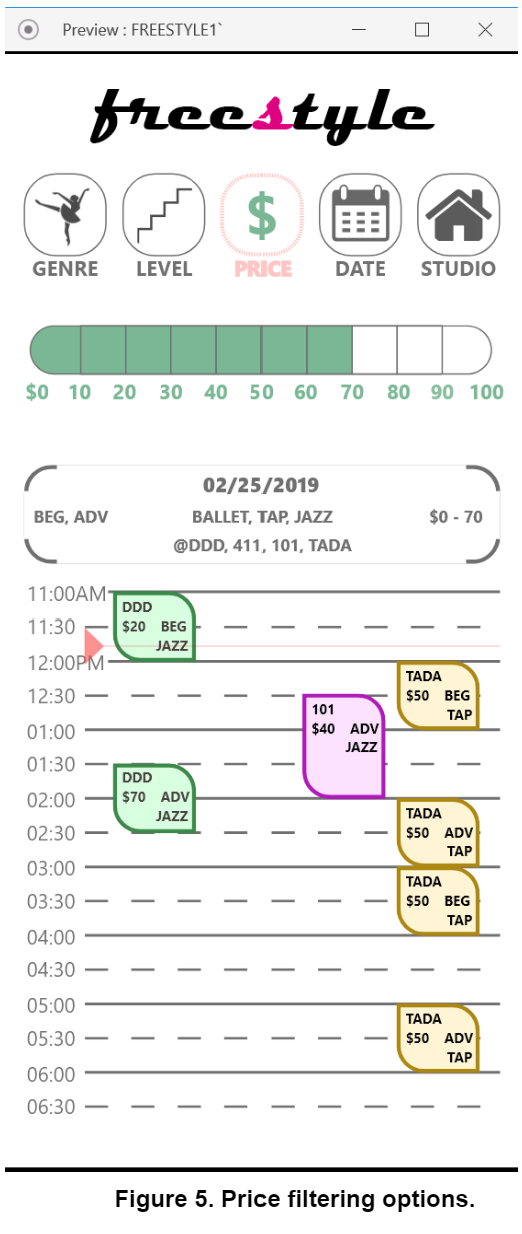 Preview : FREESTYLE1`
freestyle
$
GENRE LEVEL PRICE DATE STUDIO
$0 10 20 30 40 50 60 70 80 90 100
02/25/2019
BEG, ADV BALLET, TAP, JAZZ $0 - 70
@DDD, 411, 101, TADA
11:00AM
DDD
11:30 $20 BEG
JAZZ
12:00PM
TADA
12:30 $50 BEG
TAP
101
01:00 $40 ADV
JAZZ
01:30
DDD
02:00 $70 ADV
JAZZ
TADA
02:30 $50 ADV
TAP
03:00
TADA
03:30 $50 BEG
TAP
04:00
04:30
05:00
TADA
05:30 $50 ADV
TAP
06:00
06:30
Figure 5. Price filtering options.